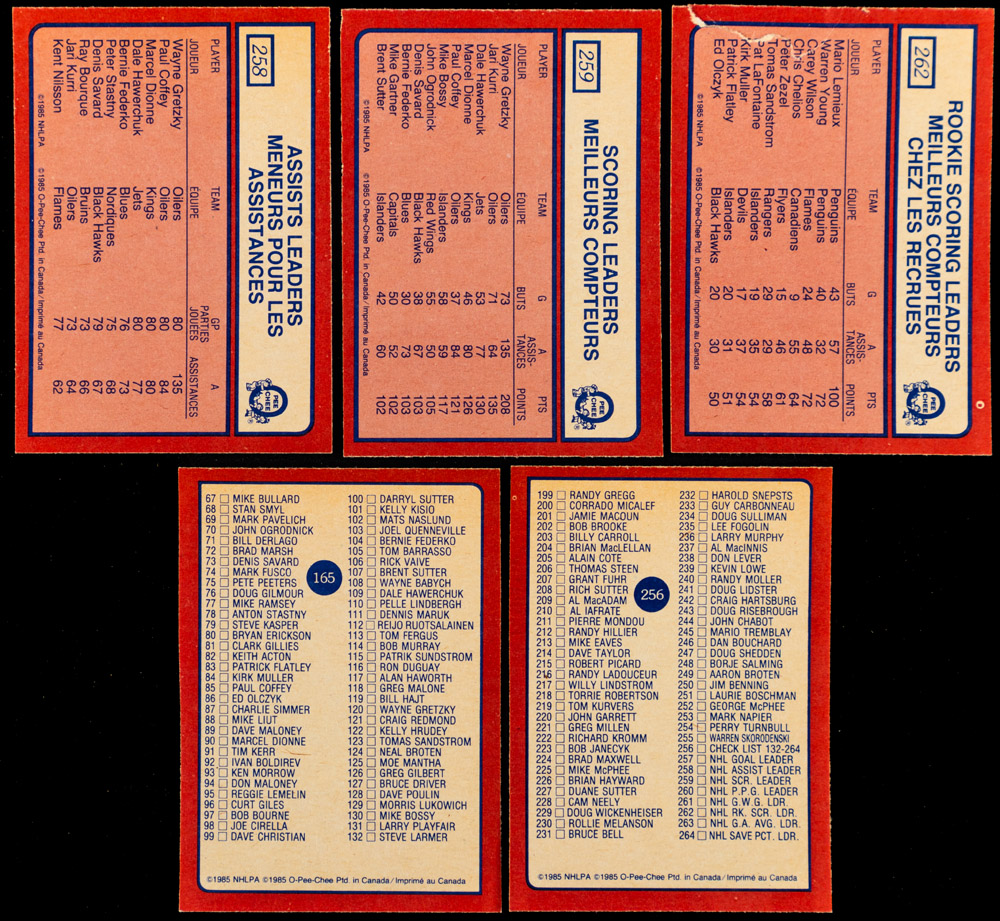 258
ASSISTS LEADERS
MENEURS POUR LES
ASSISTANCES
O
PEE
CHEE
PLAYER TEAM GP A
JOUEUR ÉQUIPE PARTIES JOUÉES ASSISTANCES
Wayne Gretzky Oilers 80 135
Paul Coffey Oilers 80 84
Marcel Dionne Kings 80 80
Dale Hawerchuk Jets 80 77
Bernie Federko Blues 76 73
Peter Stastny Nordiques 75 68
Denis Savard Black Hawks 79 67
Ray Bourque Bruins 73 66
Jari Kurri Oilers 73 64
Kent Nilsson Flames 77 62
©1985 NHLPA ©1985 O-Pee-Chee Ptd. in Canada/Imprimé au Canada
259
SCORING LEADERS
MEILLEURS COMPTEURS
O
PEE
CHEE
PLAYER TEAM G A PTS
JOUEUR ÉQUIPE BUTS ASSIS-TANCES POINTS
Wayne Gretzky Oilers 73 135 208
Jari Kurri Oilers 71 64 135
Dale Hawerchuk Jets 53 77 130
Marcel Dionne Kings 46 80 126
Paul Coffey Oilers 37 84 121
Mike Bossy Islanders 58 59 117
John Ogrodnick Red Wings 55 50 105
Denis Savard Black Hawks 38 67 105
Bernie Federko Blues 30 73 103
Mike Gartner Capitals 50 52 102
Brent Sutter Islanders 42 60 102
©1985 NHLPA ©1985 O-Pee-Chee Ptd. in Canada/Imprimé au Canada
262
ROOKIE SCORING LEADERS
MEILLEURS COMPTEURS
CHEZ LES RECRUES
O
PEE
CHEE
PLAYER TEAM G A PTS
JOUEUR ÉQUIPE BUTS ASSIS-TANCES POINTS
Mario Lemieux Penguins 43 57 100
Warren Young Penguins 40 32 72
Carey Wilson Flames 24 48 72
Chris Chelios Canadiens 9 55 64
Peter Zezel Flyers 15 46 61
Tomas Sandstrom Rangers 29 29 58
Pat LaFontaine Islanders 19 35 54
Kirk Muller Devils 17 37 54
Patrick Flatley Islanders 20 31 51
Ed Olczyk Black Hawks 20 30 50
©1985 NHLPA ©1985 O-Pee-Chee Ptd. in Canada/Imprimé au Canada
165
67 MIKE BULLARD
68 STAN SMYL
69 MARK PAVELICH
70 JOHN OGRODNICK
71 BILL DERLAGO
72 BRAD MARSH
73 DENIS SAVARD
74 MARK FUSCO
75 PETE PEETERS
76 DOUG GILMOUR
77 MIKE RAMSEY
78 ANTON STASTNY
79 STEVE KASPER
80 BRYAN ERICKSON
81 CLARK GILLIES
82 KEITH ACTON
83 PATRICK FLATLEY
84 KIRK MULLER
85 PAUL COFFEY
86 ED OLCZYK
87 CHARLIE SIMMER
88 MIKE LIUT
89 DAVE MALONEY
90 MARCEL DIONNE
91 TIM KERR
92 IVAN BOLDIREV
93 KEN MORROW
94 DON MALONEY
95 REGGIE LEMELIN
96 CURT GILES
97 BOB BOURNE
98 JOE CIRELLA
99 DAVE CHRISTIAN
100 DARRYL SUTTER
101 KELLY KISIO
102 MATS NASLUND
103 JOEL QUENNEVILLE
104 BERNIE FEDERKO
105 TOM BARRASSO
106 RICK VAIVE
107 BRENT SUTTER
108 WAYNE BABYCH
109 DALE HAWERCHUK
110 PELLE LINDBERGH
111 DENNIS MARUK
112 REIJO RUOTSALAINEN
113 TOM FERGUS
114 BOB MURRAY
115 PATRIK SUNDSTROM
116 RON DUGUAY
117 ALAN HAWORTH
118 GREG MALONE
119 BILL HAJT
120 WAYNE GRETZKY
121 CRAIG REDMOND
122 KELLY HRUDEY
123 TOMAS SANDSTROM
124 NEAL BROTEN
125 MOE MANTHA
126 GREG GILBERT
127 BRUCE DRIVER
128 DAVE POULIN
129 MORRIS LUKOWICH
130 MIKE BOSSY
131 LARRY PLAYFAIR
132 STEVE LARMER
©1985 NHLPA ©1985 O-Pee-Chee Ptd. in Canada/Imprimé au Canada
256
199 RANDY GREGG
200 CORRADO MICALEF
201 JAMIE MACOUN
202 BOB BROOKE
203 BILLY CARROLL
204 BRIAN MacLELLAN
205 ALAIN COTE
206 THOMAS STEEN
207 GRANT FUHR
208 RICH SUTTER
209 AL MacADAM
210 AL IAFRATE
211 PIERRE MONDOU
212 RANDY HILLIER
213 MIKE EAVES
214 DAVE TAYLOR
215 ROBERT PICARD
216 RANDY LADOUCEUR
217 WILLY LINDSTROM
218 TORRIE ROBERTSON
219 TOM KURVERS
220 JOHN GARRETT
221 GREG MILLEN
222 RICHARD KROMM
223 BOB JANECYK
224 BRAD MAXWELL
225 MIKE McPHEE
226 BRIAN HAYWARD
227 DUANE SUTTER
228 CAM NEELY
229 DOUG WICKENHEISER
230 ROLLIE MELANSON
231 BRUCE BELL
232 HAROLD SNEPSTS
233 GUY CARBONNEAU
234 DOUG SULLIMAN
235 LEE FOGOLIN
236 LARRY MURPHY
237 AL MacINNIS
238 DON LEVER
239 KEVIN LOWE
240 RANDY MOLLER
241 DOUG LIDSTER
242 CRAIG HARTSBURG
243 DOUG RISEBROUGH
244 JOHN CHABOT
245 MARIO TREMBLAY
246 DAN BOUCHARD
247 DOUG SHEDDEN
248 BORJE SALMING
249 AARON BROTEN
250 JIM BENNING
251 LAURIE BOSCHMAN
252 GEORGE McPHEE
253 MARK NAPIER
254 PERRY TURNBULL
255 WARREN SKORODENSKI
256 CHECK LIST 132-264
257 NHL GOAL LEADER
258 NHL ASSIST LEADER
259 NHL SCR. LEADER
260 NHL P.P.G. LEADER
261 NHL G.W.G. LDR.
262 NHL RK. SCR. LDR.
263 NHL G.A. AVG. LDR.
264 NHL SAVE PCT. LDR.
©1985 NHLPA ©1985 O-Pee-Chee Ptd. in Canada/Imprimé au Canada